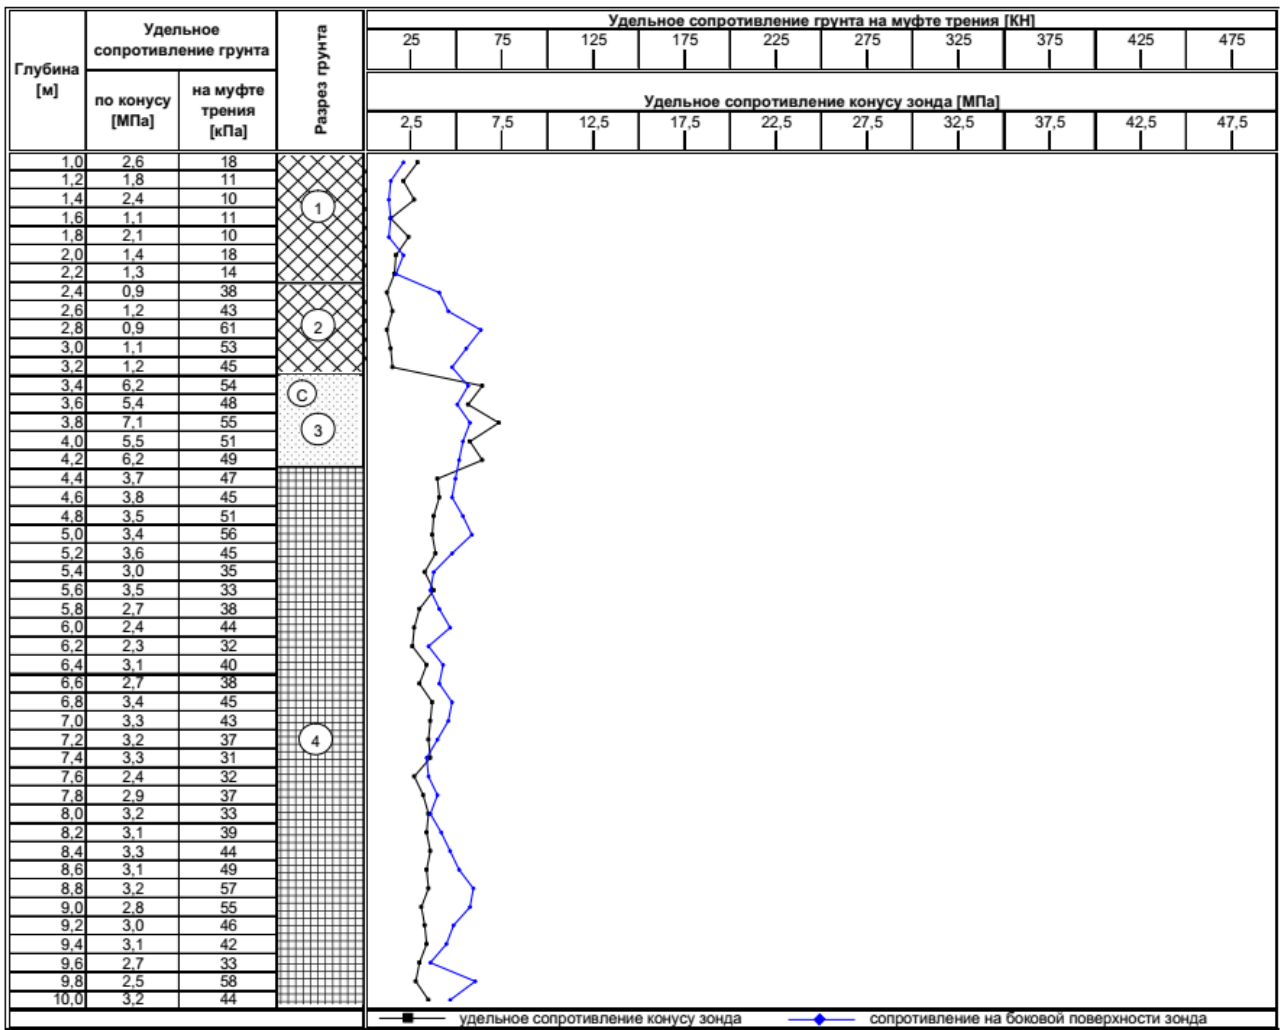 Глубина
[м]
Удельное
сопротивление грунта
по конусу
[МПа]
на муфте
трения
[кПа]
Разрез грунта
Удельное сопротивление грунта на муфте трения [КН]
25 75 125 175 225 275 325 375 425 475
Удельное сопротивление конусу зонда [МПа]
2,5 7,5 12,5 17,5 22,5 27,5 32,5 37,5 42,5 47,5
1,0 2,6 18
1,2 1,8 11
1,4 2,4 10
1
1,6 1,1 11
1,8 2,1 10
2,0 1,4 18
2,2 1,3 14
2,4 0,9 38
2,6 1,2 43
2,8 0,9 61
2
3,0 1,1 53
3,2 1,2 45
3,4 6,2 54
С
3,6 5,4 48
3,8 7,1 55
3
4,0 5,5 51
4,2 6,2 49
4,4 3,7 47
4,6 3,8 45
4,8 3,5 51
5,0 3,4 56
5,2 3,6 45
5,4 3,0 35
5,6 3,5 33
5,8 2,7 38
6,0 2,4 44
6,2 2,3 32
6,4 3,1 40
6,6 2,7 38
6,8 3,4 45
7,0 3,3 43
7,2 3,2 37
4
7,4 3,3 31
7,6 2,4 32
7,8 2,9 37
8,0 3,2 33
8,2 3,1 39
8,4 3,3 44
8,6 3,1 49
8,8 3,2 57
9,0 2,8 55
9,2 3,0 46
9,4 3,1 42
9,6 2,7 33
9,8 2,5 58
10,0 3,2 44
удельное сопротивление конусу зонда
сопротивление на боковой поверхности зонда